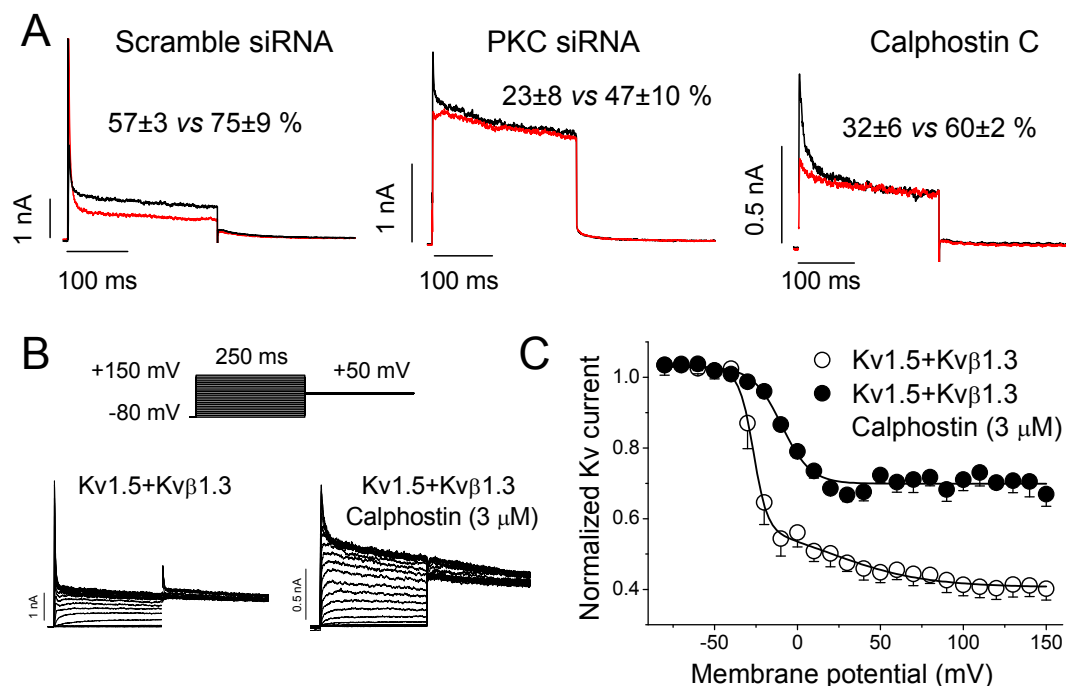 A
Scramble siRNA
PKC siRNA
Calphostin C
57±3 vs 75±9 %
23±8 vs 47±10 %
32±6 vs 60±2 %
1 nA
1 nA
0.5 nA
100 ms
100 ms
100 ms
B
250 ms
+150 mV
+50 mV
-80 mV
Kv1.5+Kvβ1.3
Kv1.5+Kvβ1.3
Calphostin (3 μM)
1 nA
0.5 nA
C
Kv1.5+Kvβ1.3
Kv1.5+Kvβ1.3
Calphostin (3 μM)
Normalized Kv current
1.0
0.8
0.6
0.4
-50 0 50 100 150
Membrane potential (mV)